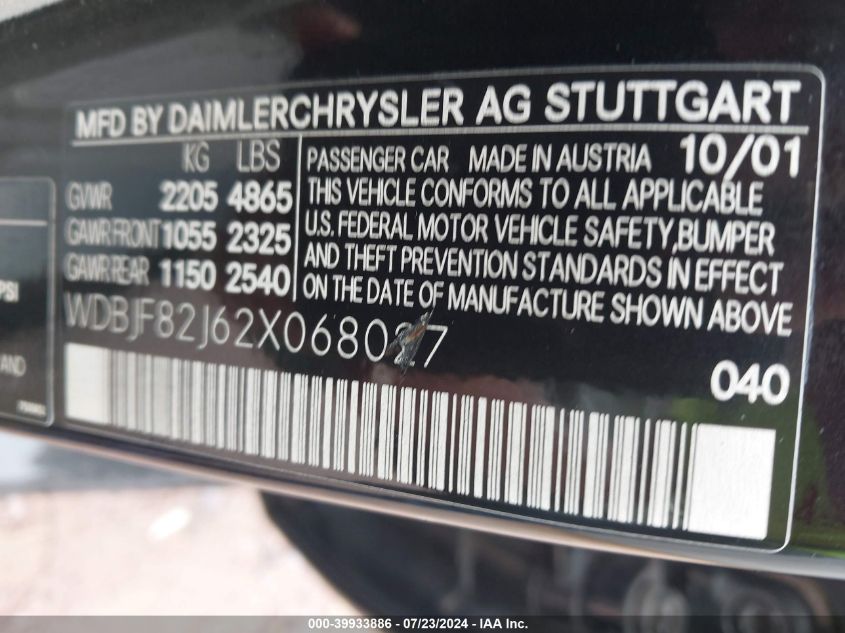 MFD BY DAIMLERCHRYSLER AG STUTTGART
KG LBS
GVWR 2205 4865
GAWR FRONT 1055 2325
GAWR REAR 1150 2540
PASSENGER CAR MADE IN AUSTRIA 10/01
THIS VEHICLE CONFORMS TO ALL APPLICABLE
U.S. FEDERAL MOTOR VEHICLE SAFETY, BUMPER
AND THEFT PREVENTION STANDARDS IN EFFECT
ON THE DATE OF MANUFACTURE SHOWN ABOVE
040
PSI
AND
000-39933886 / 07/23/2024 - IAA Inc.